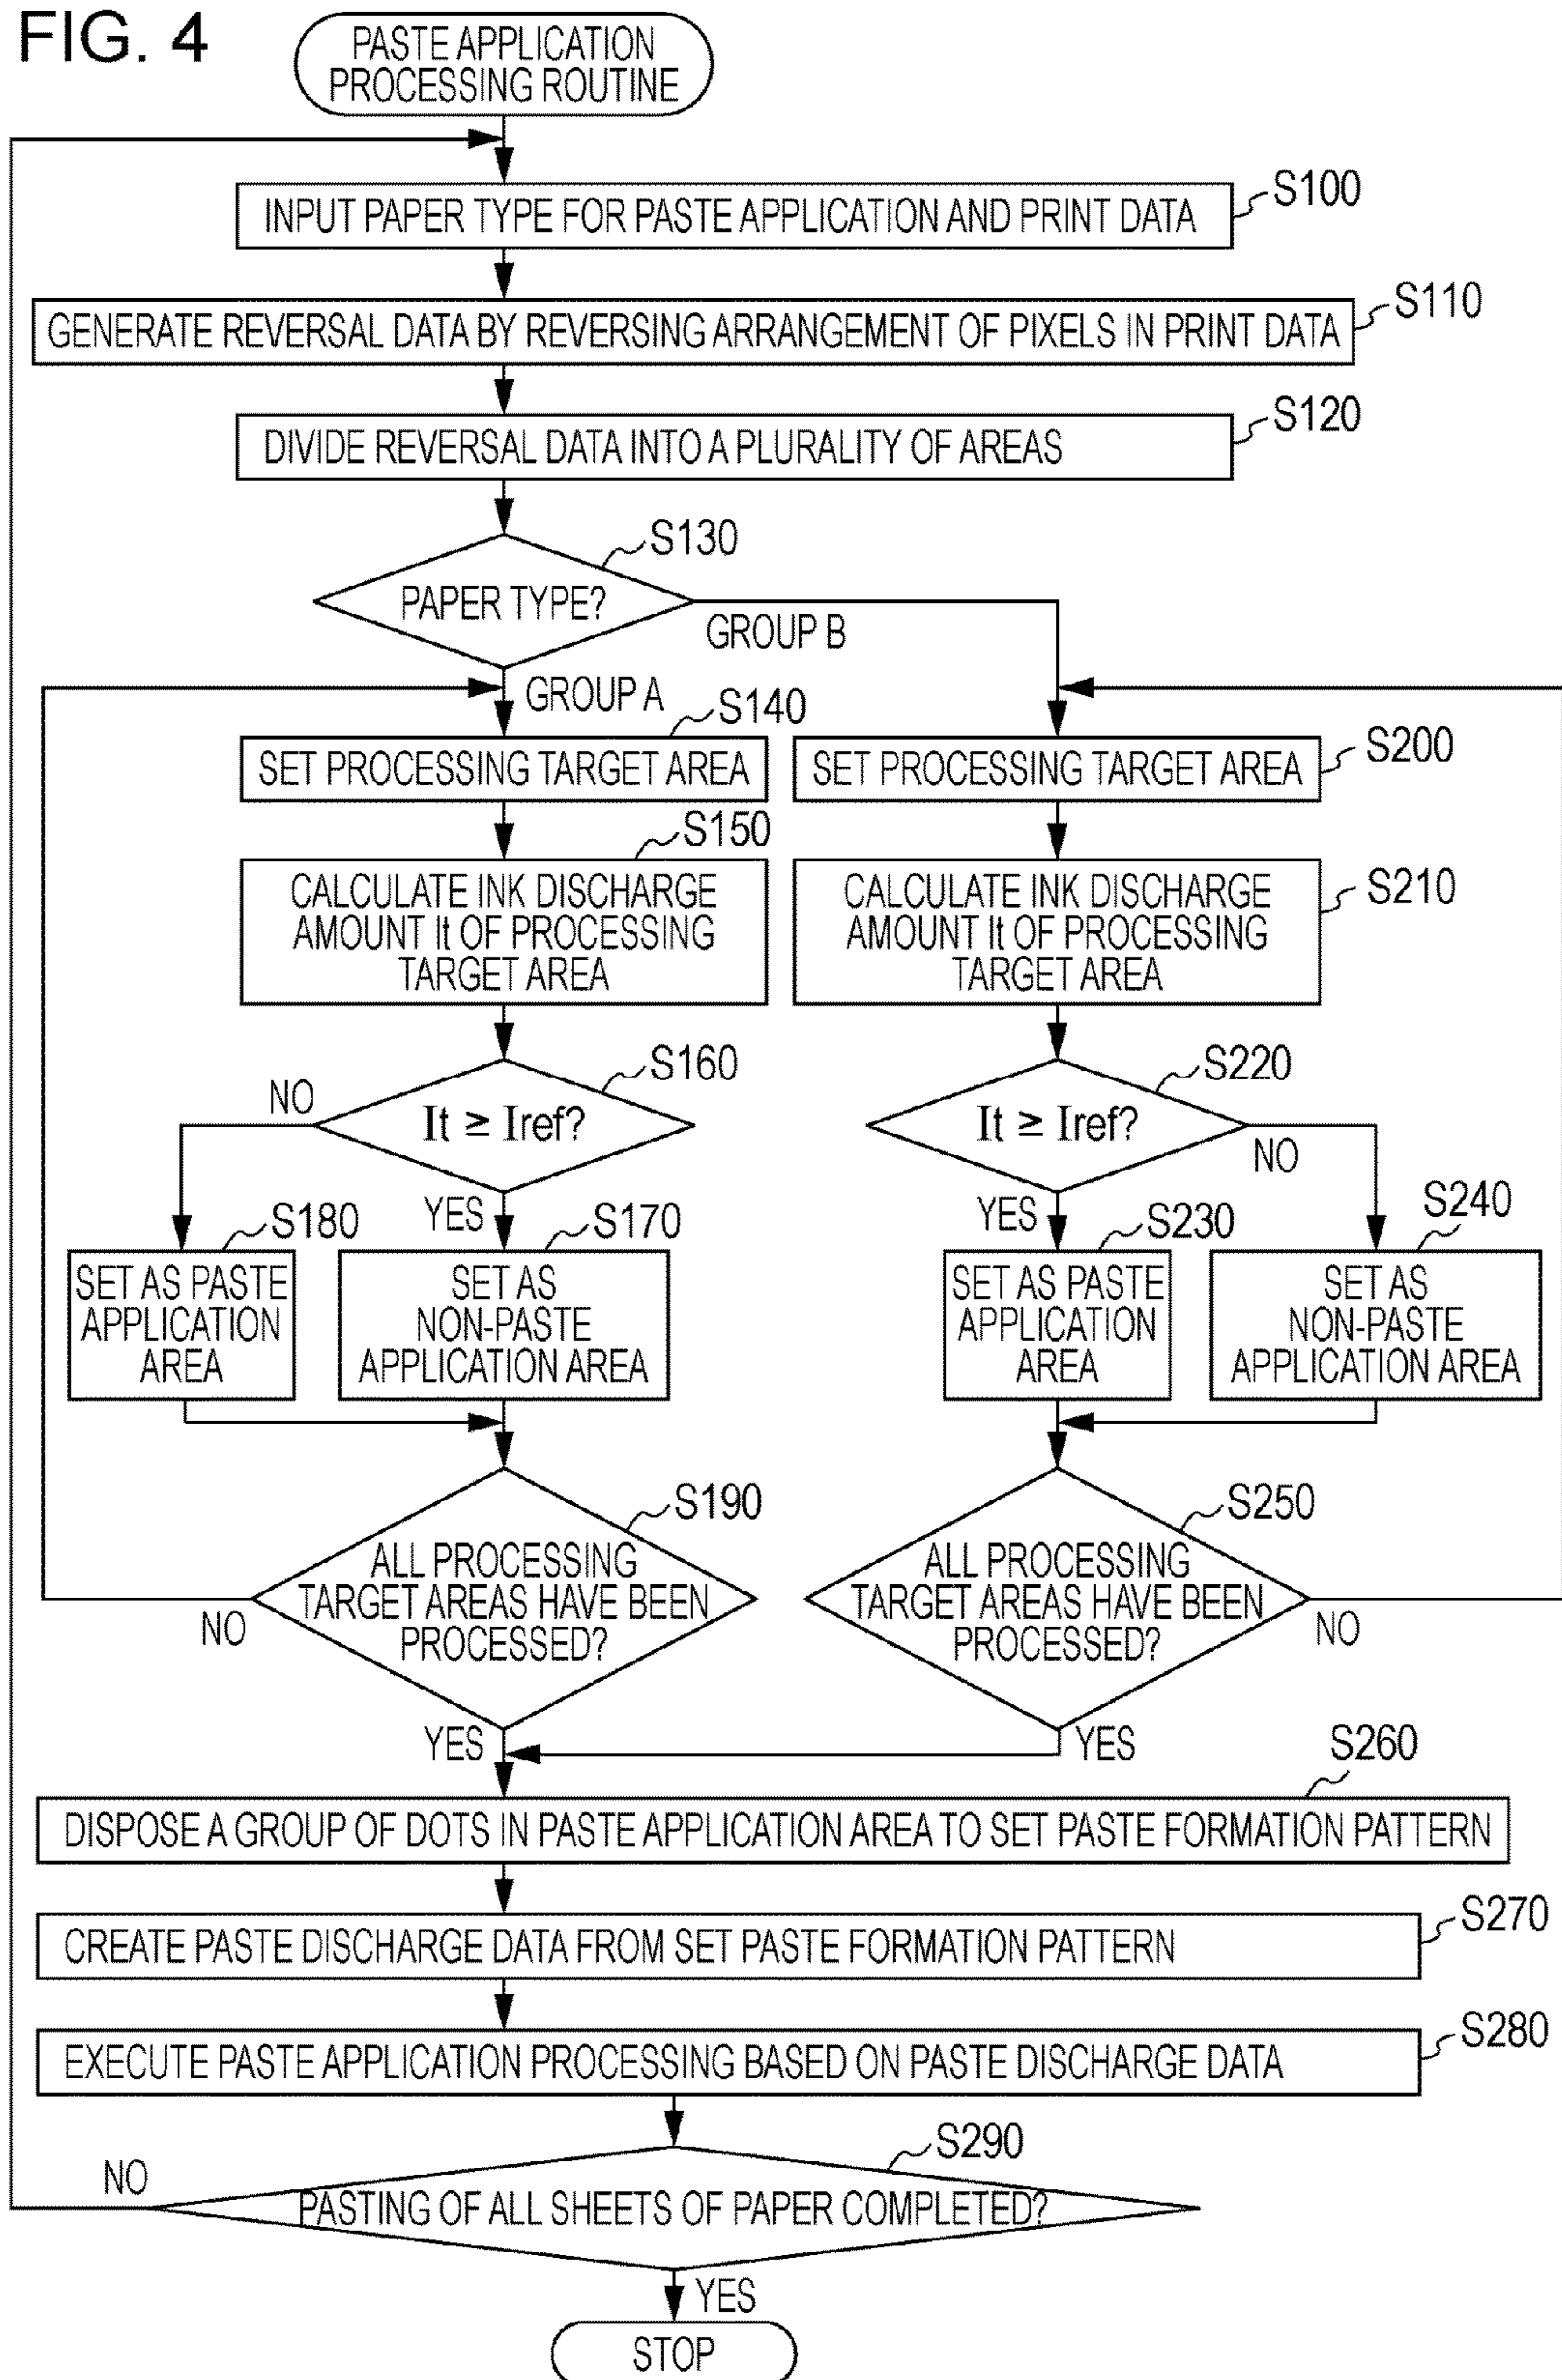 FIG. 4
PASTE APPLICATION
PROCESSING ROUTINE
S100
INPUT PAPER TYPE FOR PASTE APPLICATION AND PRINT DATA
S110
GENERATE REVERSAL DATA BY REVERSING ARRANGEMENT OF PIXELS IN PRINT DATA
S120
DIVIDE REVERSAL DATA INTO A PLURALITY OF AREAS
S130
PAPER TYPE?
GROUP B
GROUP A
S140
SET PROCESSING TARGET AREA
S200
SET PROCESSING TARGET AREA
S150
CALCULATE INK DISCHARGE
AMOUNT It OF PROCESSING
TARGET AREA
S210
CALCULATE INK DISCHARGE
AMOUNT It OF PROCESSING
TARGET AREA
S160
It ≥ Iref?
NO
YES
S220
It ≥ Iref?
NO
YES
S180
SET AS PASTE
APPLICATION
AREA
S170
SET AS
NON-PASTE
APPLICATION AREA
S230
SET AS PASTE
APPLICATION
AREA
S240
SET AS
NON-PASTE
APPLICATION AREA
S190
ALL PROCESSING
TARGET AREAS HAVE BEEN
PROCESSED?
NO
YES
S250
ALL PROCESSING
TARGET AREAS HAVE BEEN
PROCESSED?
NO
YES
S260
DISPOSE A GROUP OF DOTS IN PASTE APPLICATION AREA TO SET PASTE FORMATION PATTERN
S270
CREATE PASTE DISCHARGE DATA FROM SET PASTE FORMATION PATTERN
S280
EXECUTE PASTE APPLICATION PROCESSING BASED ON PASTE DISCHARGE DATA
S290
NO
PASTING OF ALL SHEETS OF PAPER COMPLETED?
YES
STOP